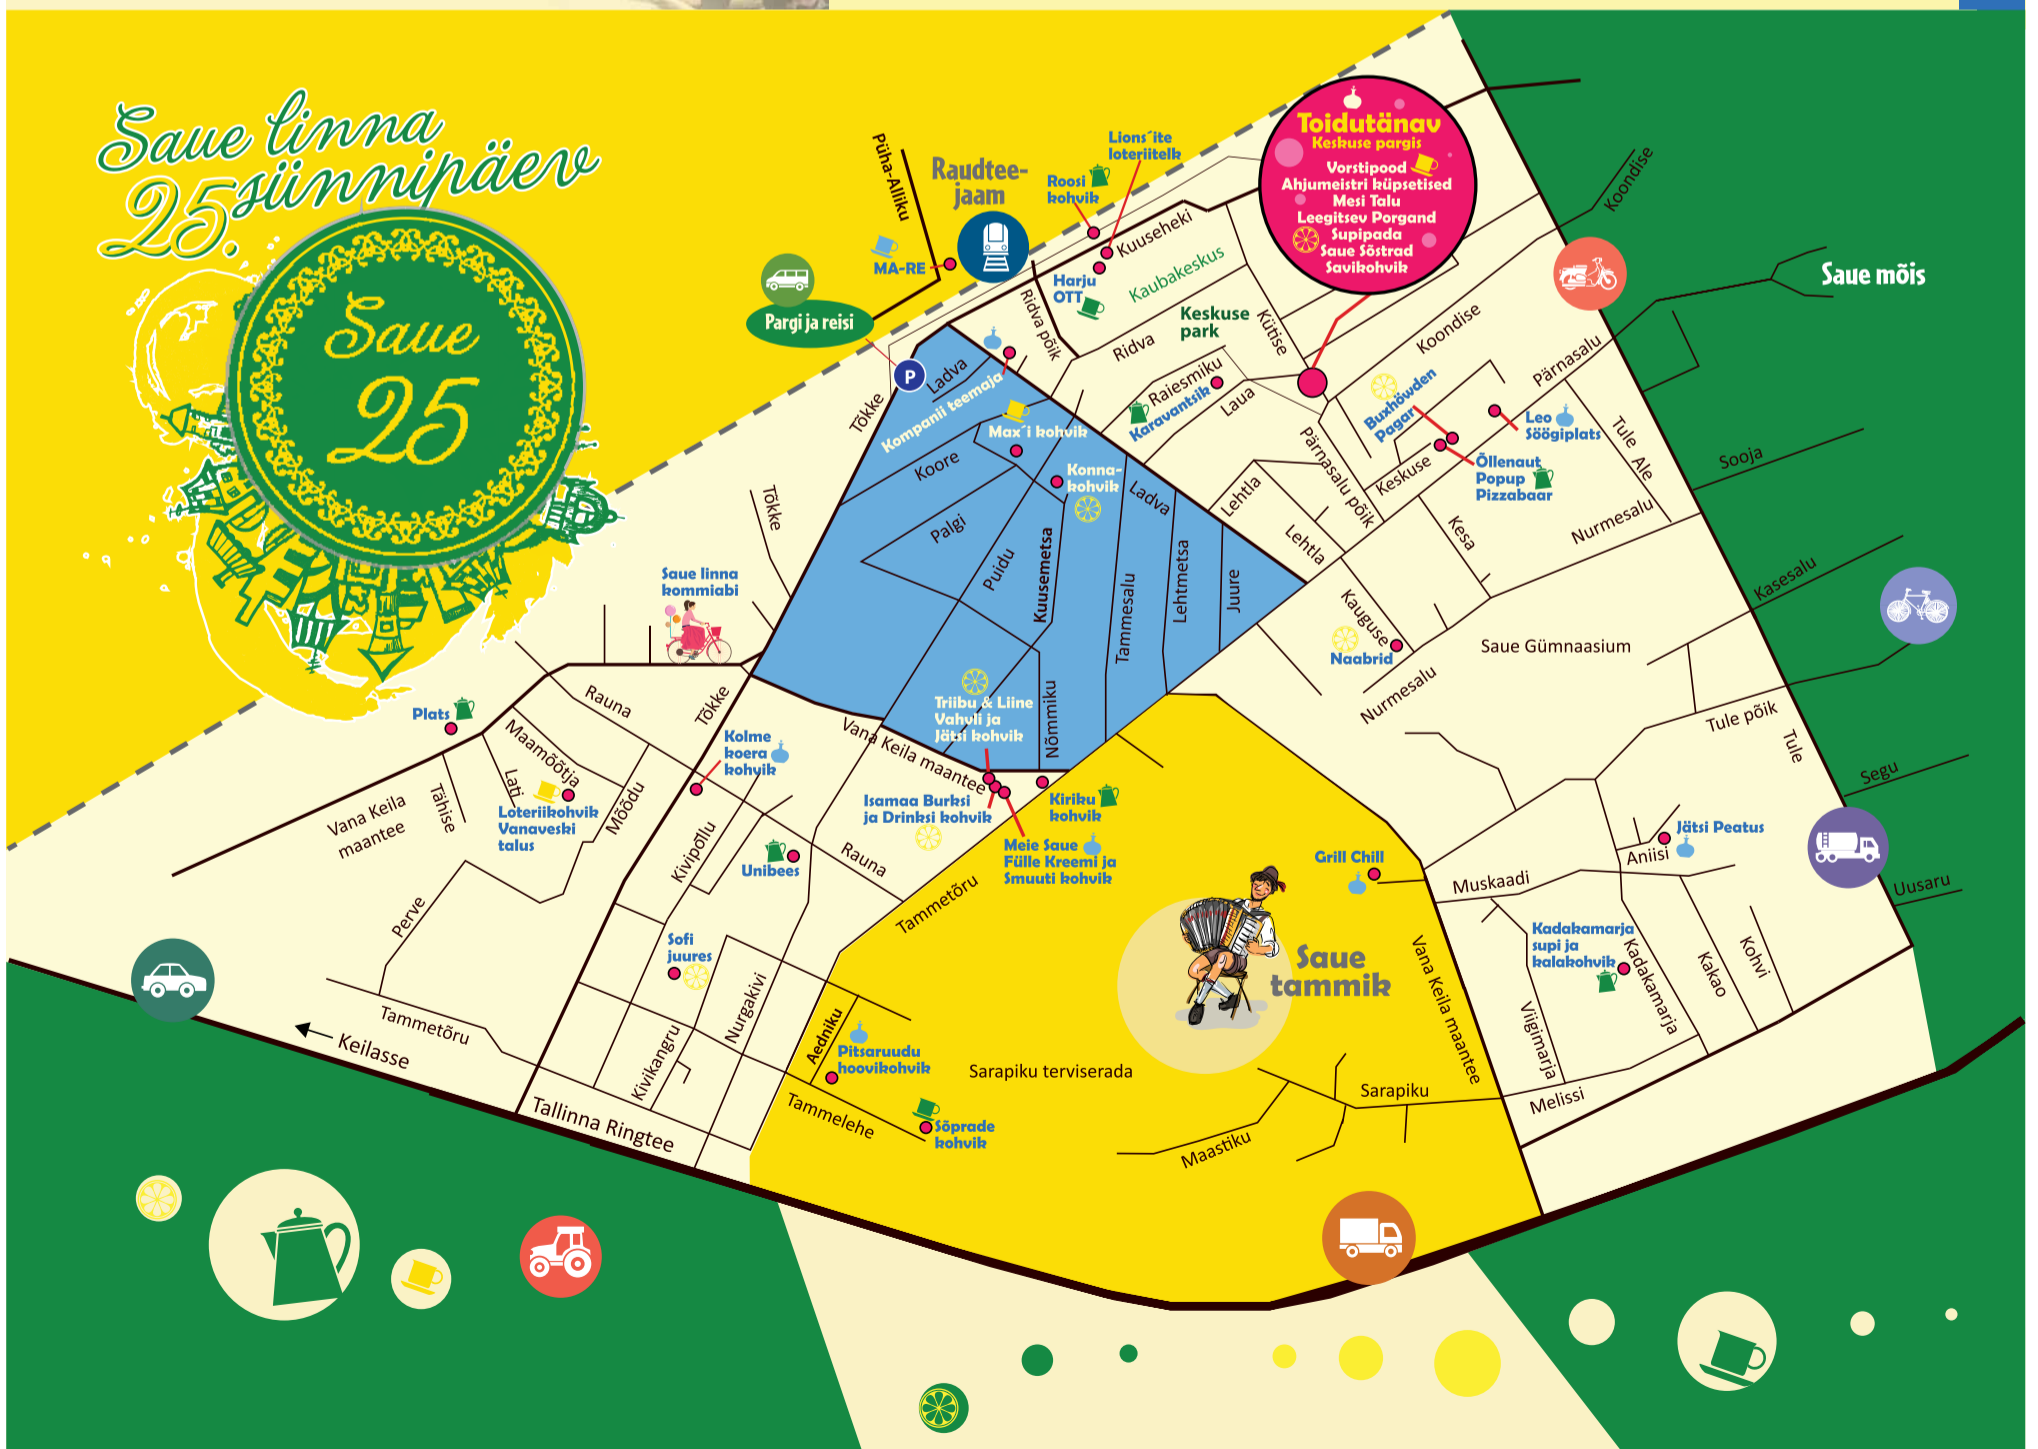 Saue linna
25. sünnipäev
Saue
25
Püha-Alliku
Raudtee-
jaam
MA-RE
Pargi ja reisi
P
Lions´ite
loteriitelk
Roosi
kohvik
Harju
OTT
Kuuseheki
Kaubakeskus
Ridva põik
Ridva
Keskuse
park
Kütise
Toidutänav
Keskuse pargis
Vorstipood
Ahjumeistri küpsetised
Mesi Talu
Leegitsev Porgand
Supipada
Saue Sõstrad
Savikohvik
Koondise
Saue mõis
Koondise
Pärnasalu
Raiesmiku
Karavantsik
Laua
Buxhöwden
Pagar
Leo
Söögiplats
Õllenaut
Popup
Pizzabaar
Keskuse
Pärnasalu põik
Tule Ale
Sooja
Kesa
Nurmesalu
Kasesalu
Lehtla
Lehtla
Kauguse
Naabrid
Nurmesalu
Saue Gümnaasium
Tule põik
Tule
Segu
Uusaru
Ladva
Kompanii teemaja
Tõkke
Max´i kohvik
Koore
Konna-
kohvik
Ladva
Palgi
Puidu
Kuusemetsa
Tammesalu
Lehtmetsa
Juure
Nõmmiku
Triibu & Liine
Vahvli ja
Jätsi kohvik
Tõkke
Saue linna
kommiabi
Plats
Rauna
Tõkke
Maamõõtja
Lati
Tähise
Mõõdu
Vana Keila
maantee
Loteriikohvik
Vanaveski
talus
Kolme
koera
kohvik
Vana Keila maantee
Isamaa Burksi
ja Drinksi kohvik
Kiriku
kohvik
Meie Saue
Fülle Kreemi ja
Smuuti kohvik
Kivipõllu
Unibees
Rauna
Tammetõru
Perve
Sofi
juures
Nurgakivi
Kivikangru
Tammetõru
Keilasse
Tallinna Ringtee
Aedniku
Pitsaruudu
hoovikohvik
Tammelehe
Sõprade
kohvik
Saue
tammik
Sarapiku terviserada
Sarapiku
Maastiku
Grill Chill
Vana Keila maantee
Muskaadi
Aniisi
Jätsi Peatus
Kadakamarja
supi ja
kalakohvik
Kadakamarja
Kakao
Kohvi
Viigimarja
Melissi